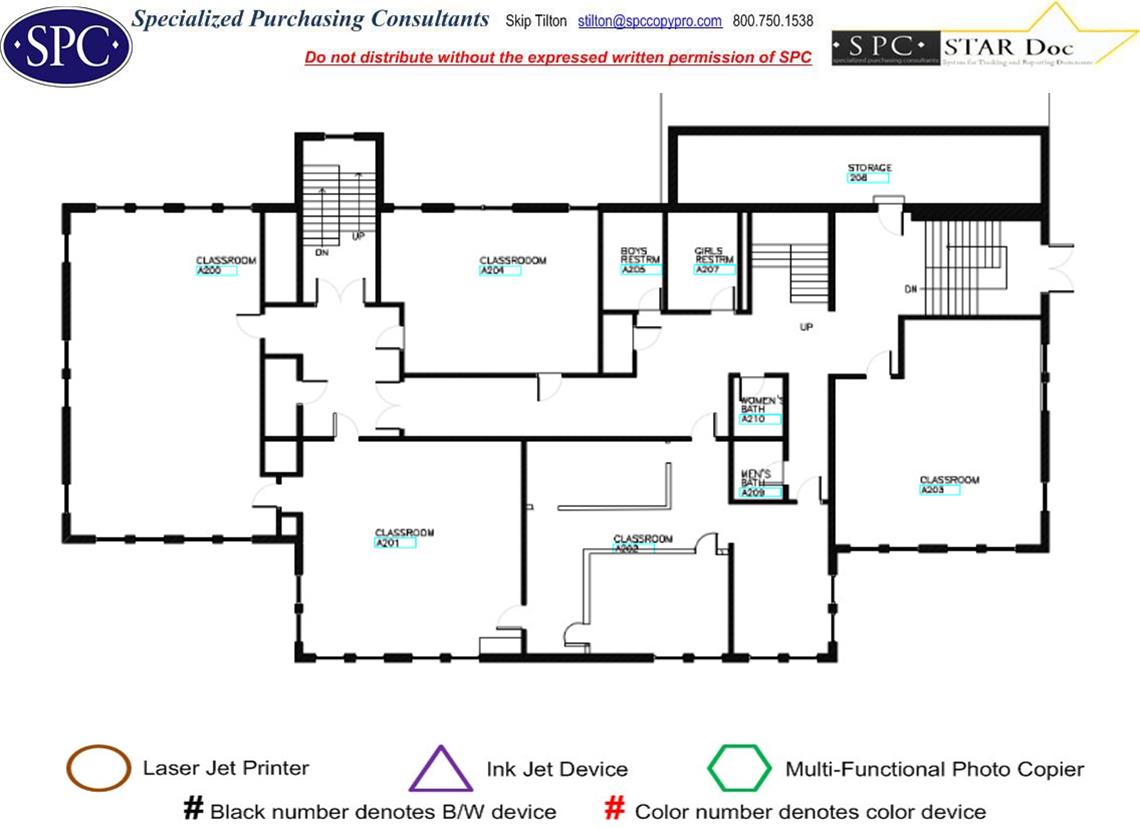 Specialized Purchasing Consultants Skip Tilton stilton@spccopypro.com 800.750.1538
·SPC·
Do not distribute without the expressed written permission of SPC
·SPC· STAR Doc
specialized purchasing consultants System for Tracking and Reporting Documents
STORAGE
208
UP
DN
CLASSROOM
A200
CLASSROOOM
A204
BOYS
RESTRM
A205
GIRLS
RESTRM
A207
DN
UP
WOMEN'S
BATH
A210
MEN'S
BATH
A209
CLASSROOM
A203
CLASSROOM
A201
CLASSROOM
A202
Laser Jet Printer
Ink Jet Device
Multi-Functional Photo Copier
# Black number denotes B/W device
# Color number denotes color device